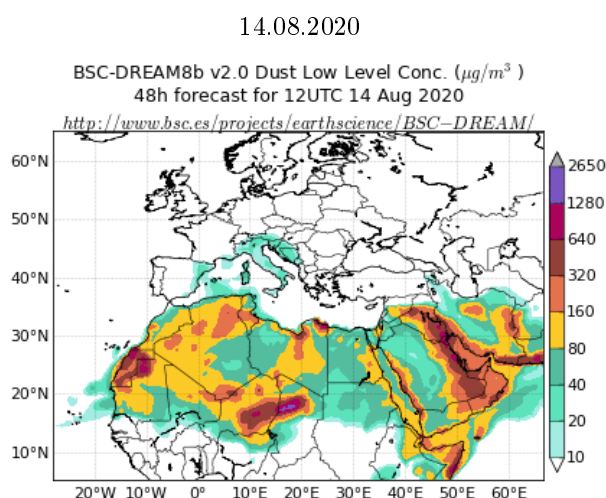 14.08.2020
BSC-DREAM8b v2.0 Dust Low Level Conc. (µg/m³ )
48h forecast for 12UTC 14 Aug 2020
http://www.bsc.es/projects/earthscience/BSC−DREAM/
60°N
50°N
40°N
30°N
20°N
10°N
20°W 10°W 0° 10°E 20°E 30°E 40°E 50°E 60°E
2650
1280
640
320
160
80
40
20
10